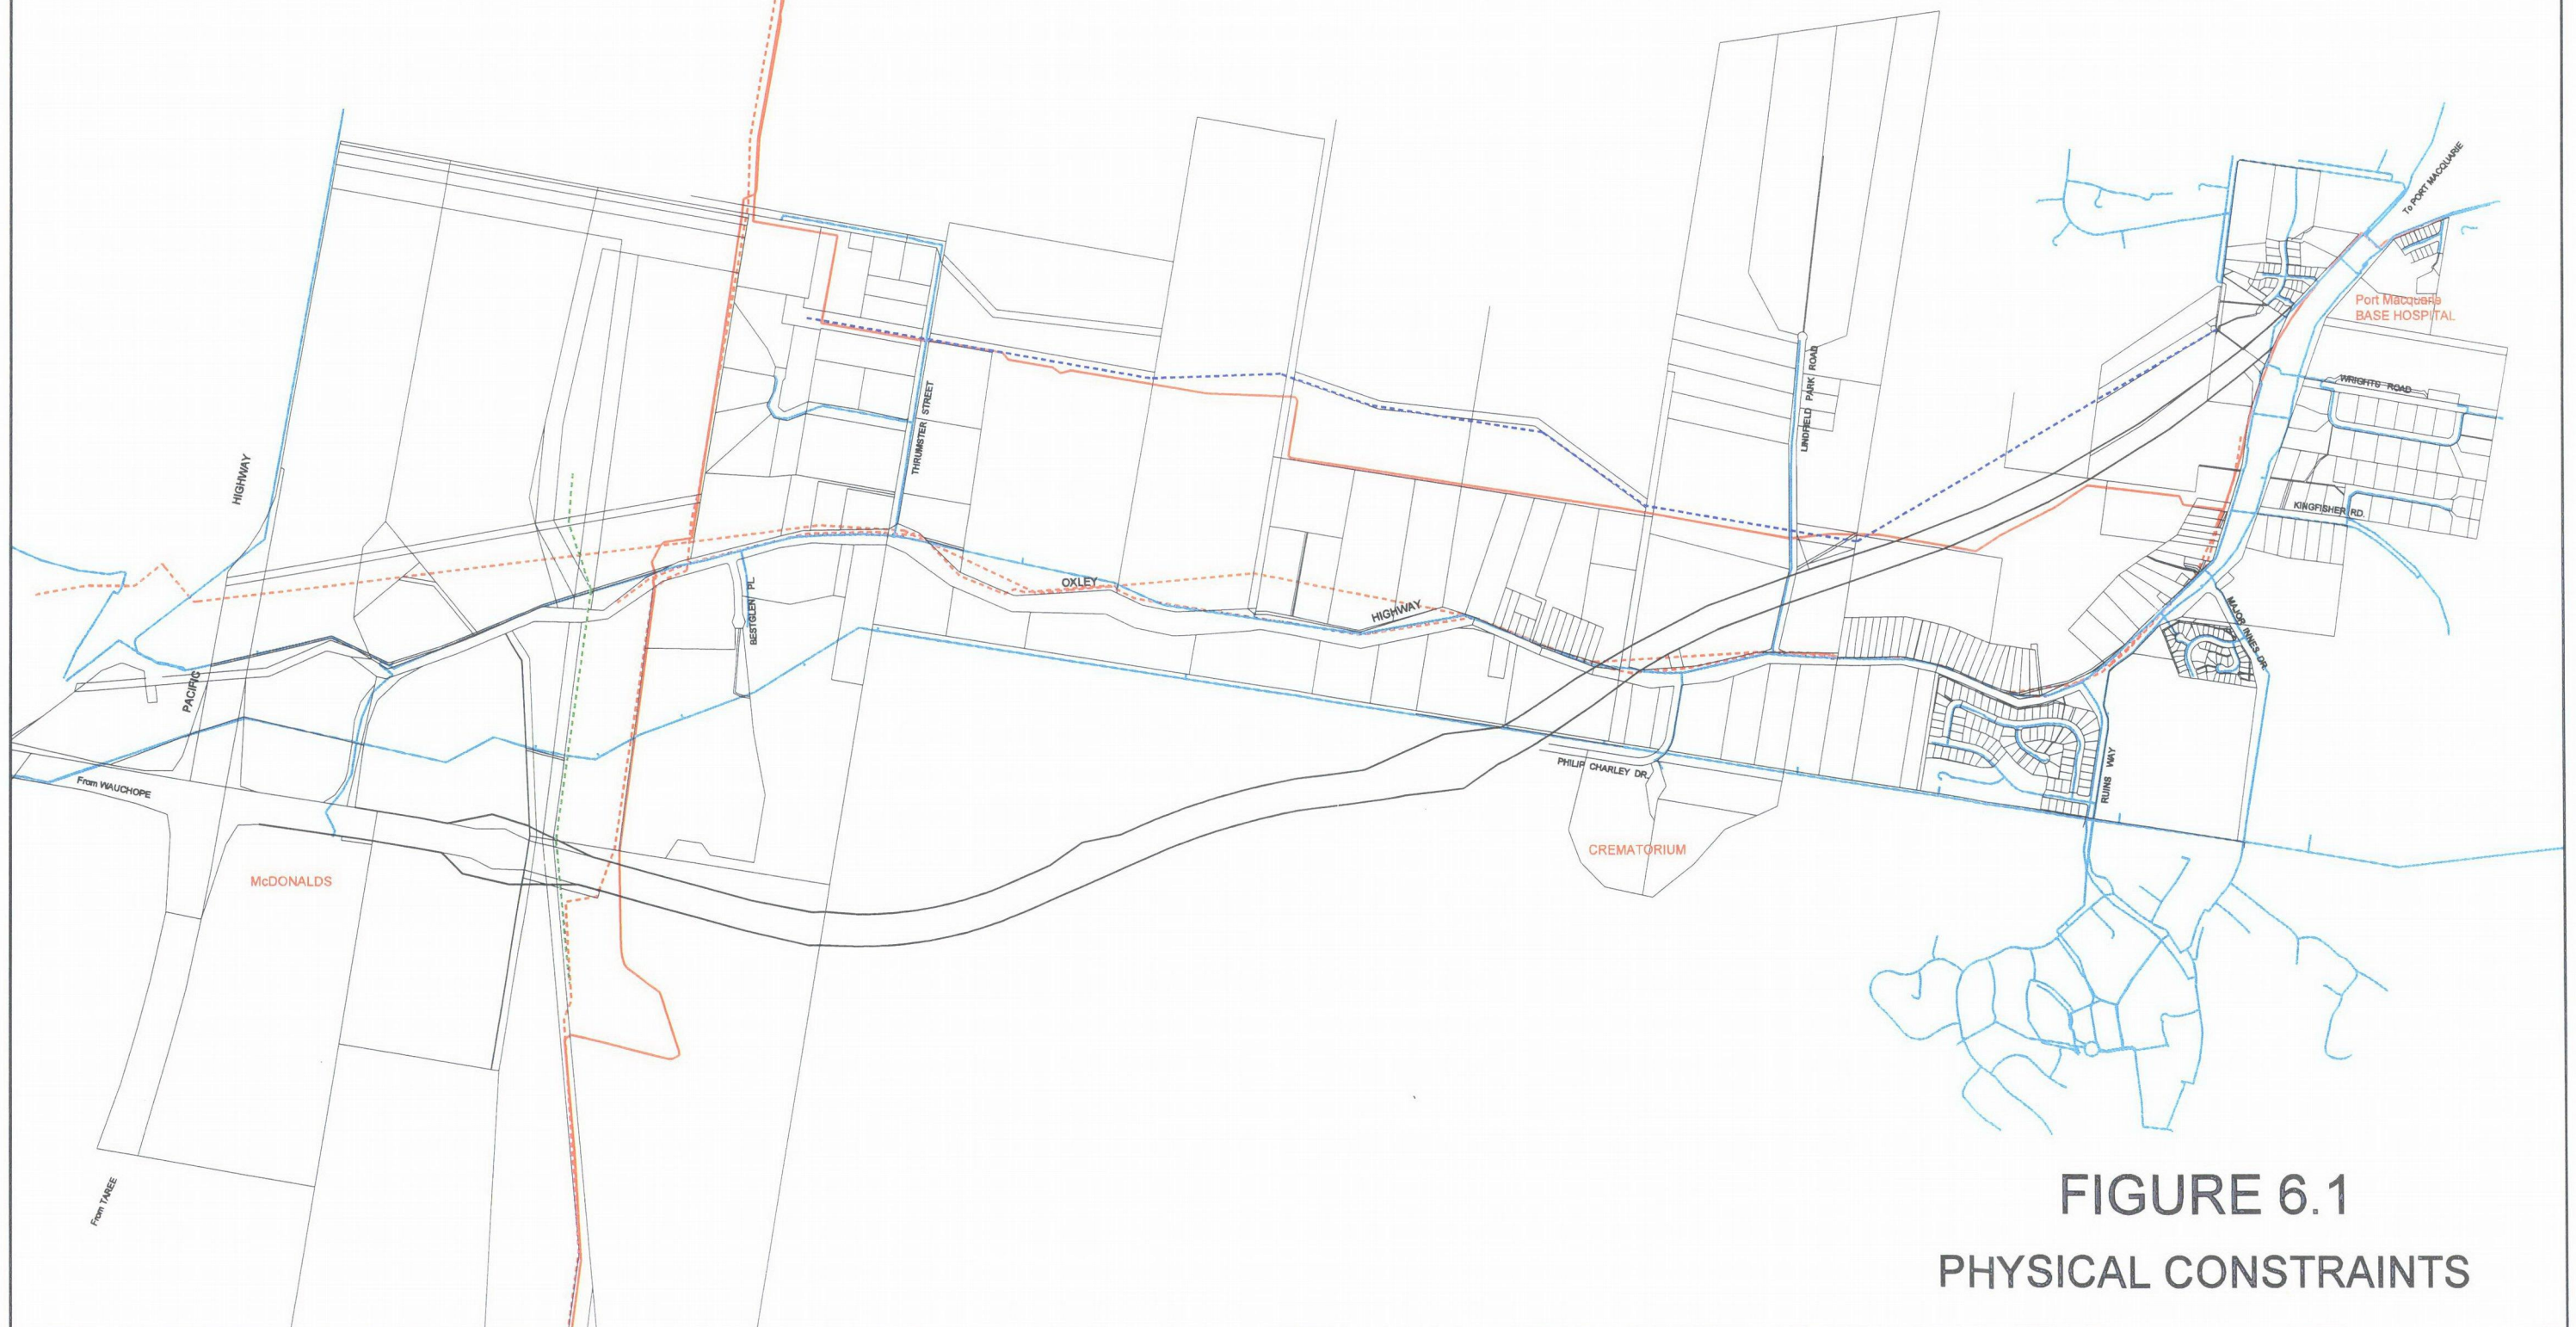 To PORT MACQUARIE
Port Macquarie
BASE HOSPITAL
WRIGHTS ROAD
LINDFIELD PARK ROAD
THRUMSTER STREET
HIGHWAY
KINGFISHER RD.
OXLEY
HIGHWAY
BESTGLEN PL.
MAJOR INNES DR.
PACIFIC
PHILIP CHARLEY DR.
RUINS WAY
From WAUCHOPE
CREMATORIUM
McDONALDS
From TAREE
FIGURE 6.1
PHYSICAL CONSTRAINTS